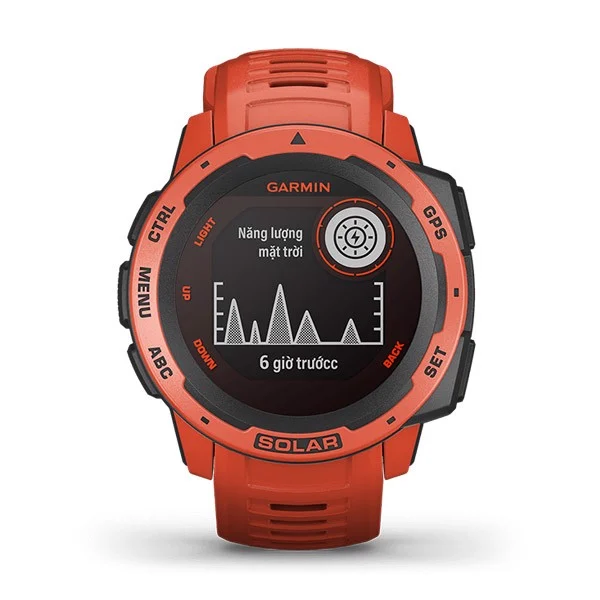 GARMIN
CTRL
LIGHT
GPS
Năng lượng
mặt trời
MENU
UP
ABC
DOWN
6 giờ trướcc
BACK
SET
SOLAR